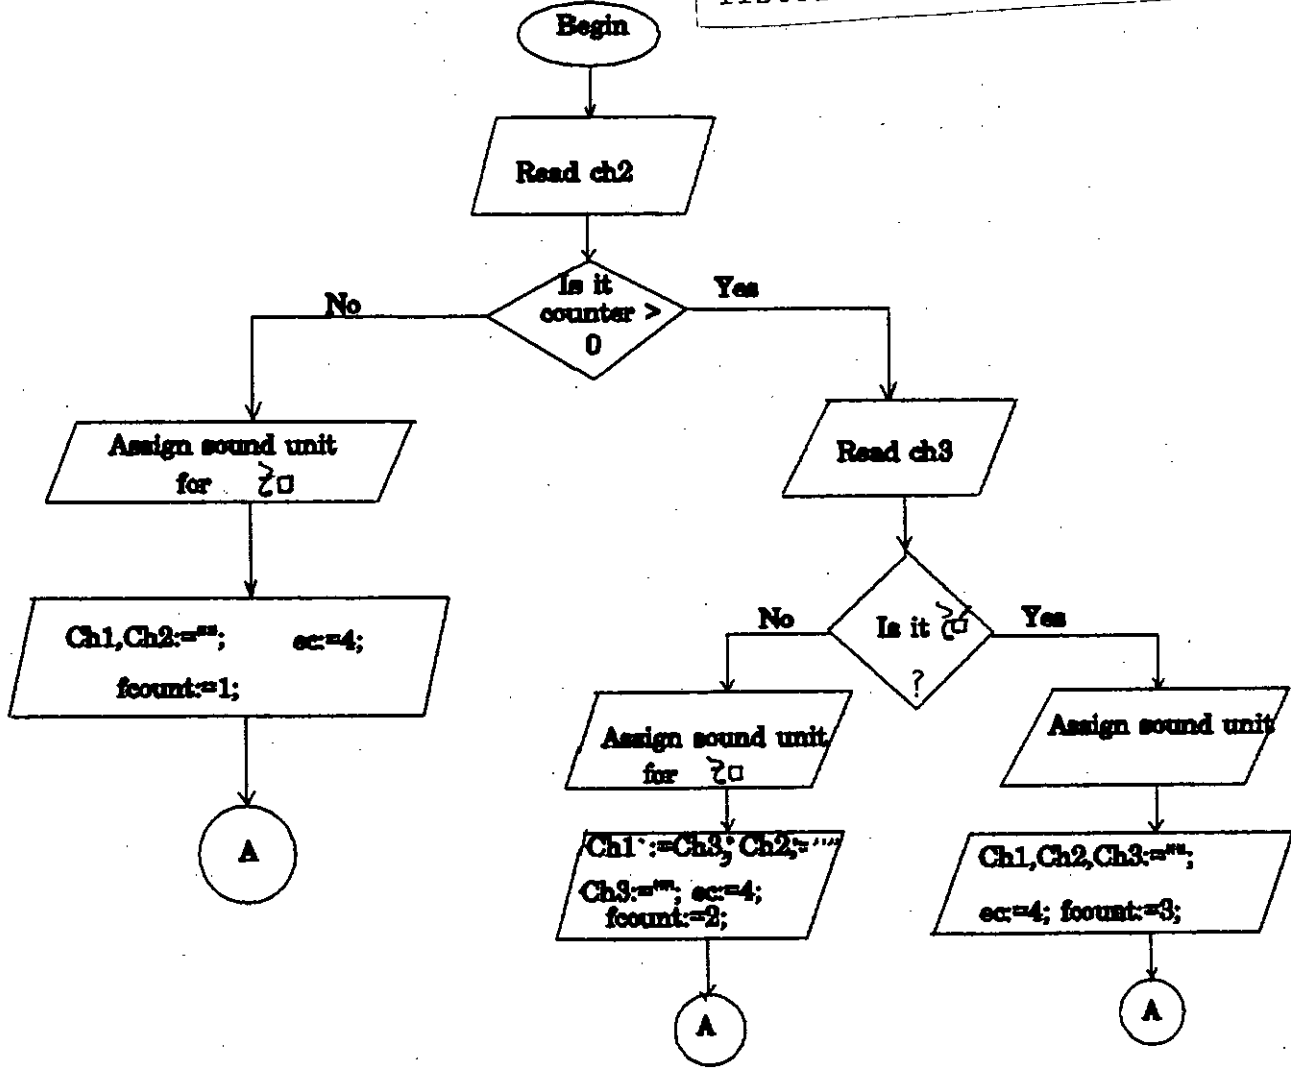 Begin
Read ch2
Is it
counter >
0
No
Yes
Assign sound unit
for
Read ch3
Ch1,Ch2:=""; ec:=4;
fcount:=1;
Is it
?
No
Yes
Assign sound unit
for
Assign sound unit
A
Ch1:=Ch3; Ch2:=""
Ch3:=""; ec:=4;
fcount:=2;
Ch1,Ch2,Ch3:="";
ec:=4; fcount:=3;
A
A